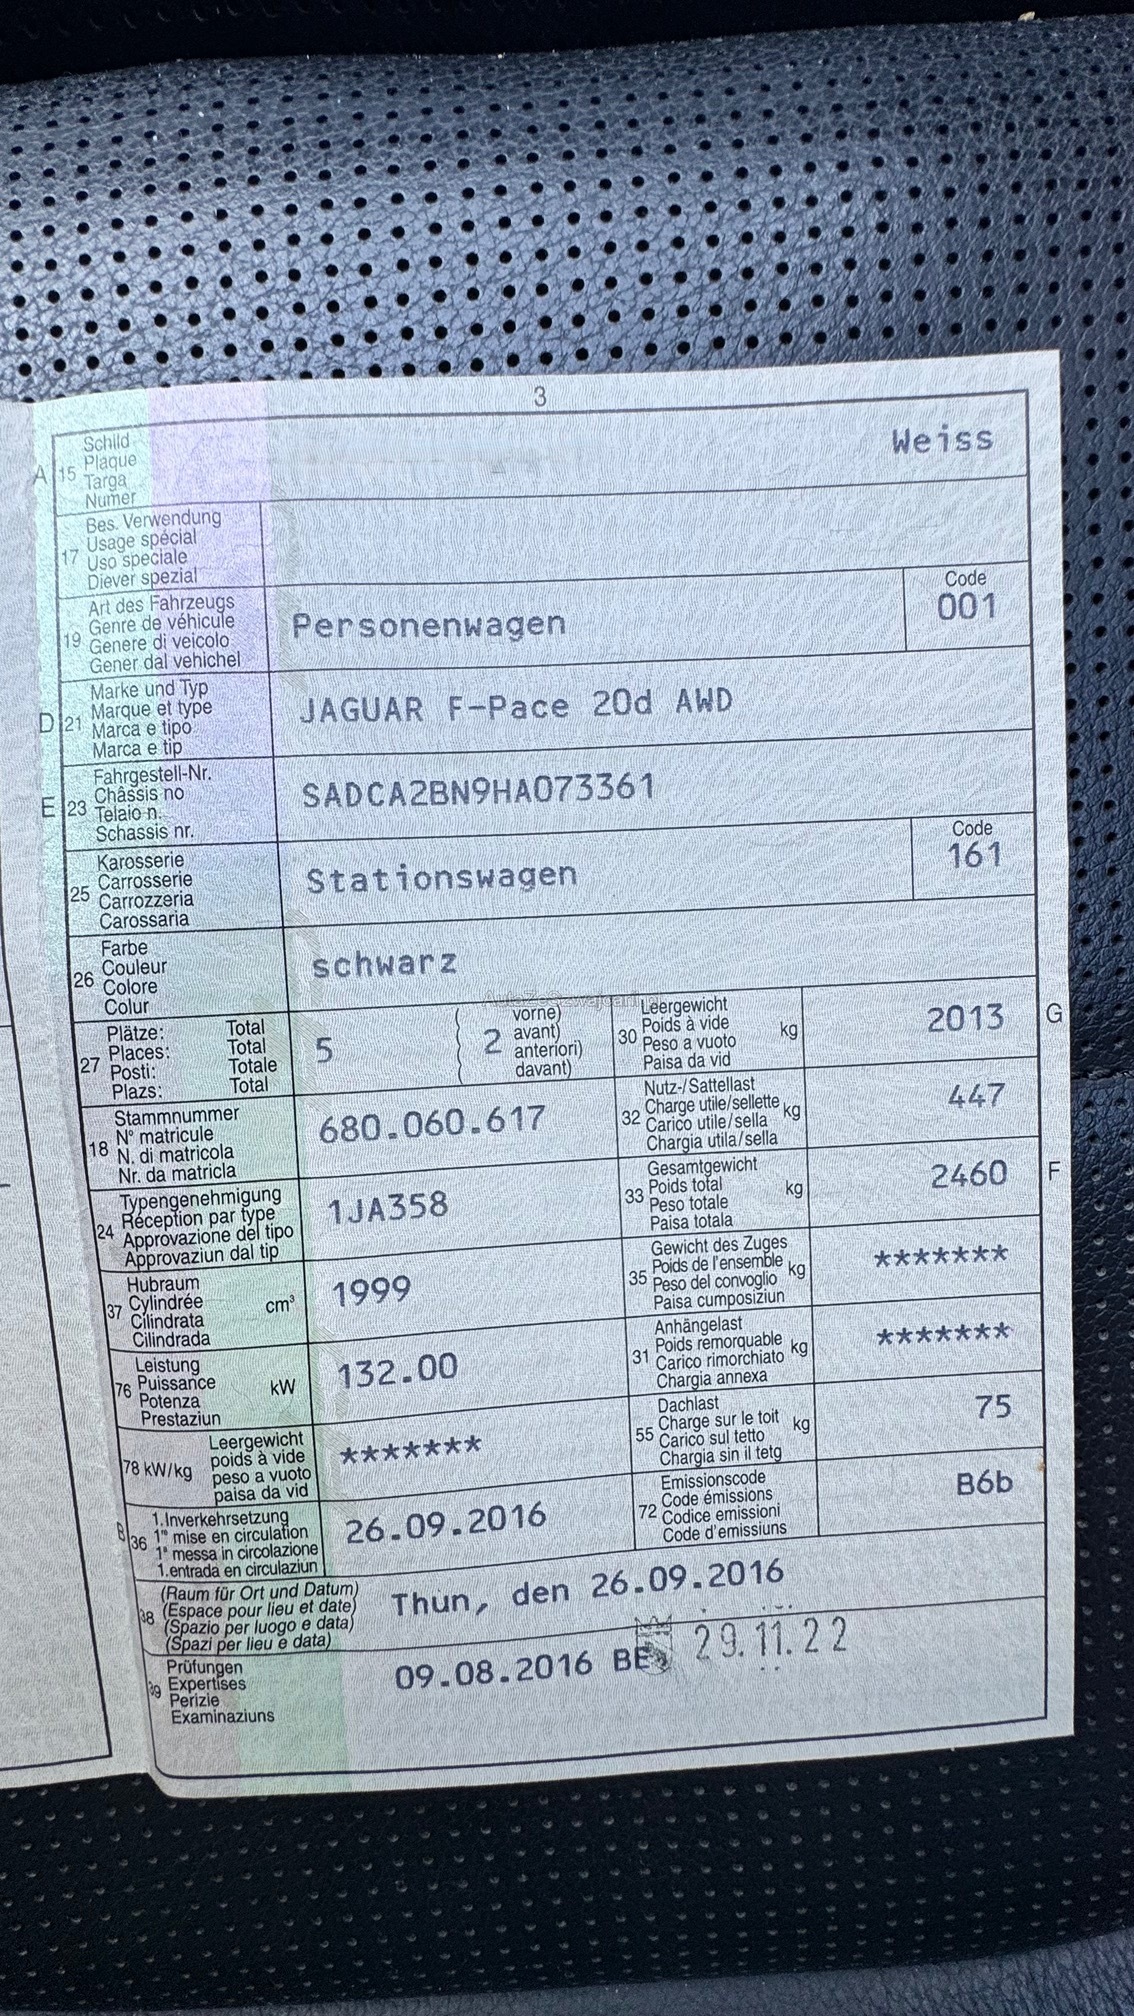 3
A 15 Schild
Plaque
Targa
Numer
Weiss
17 Bes. Verwendung
Usage spécial
Uso speciale
Diever spezial
19 Art des Fahrzeugs
Genre de véhicule
Genere di veicolo
Gener dal vehichel
Personenwagen
Code
001
D 21 Marke und Typ
Marque et type
Marca e tipo
Marca e tip
JAGUAR F-Pace 20d AWD
E 23 Fahrgestell-Nr.
Châssis no
Telaio n.
Schassis nr.
SADCA2BN9HA073361
25 Karosserie
Carrosserie
Carrozzeria
Carossaria
Stationswagen
Code
161
26 Farbe
Couleur
Colore
Colur
schwarz
27 Plätze: Total
Places: Total
Posti: Totale
Plazs: Total
5
2
vorne)
avant)
anteriori)
davant)
30 Leergewicht
Poids à vide
Peso a vuoto
Paisa da vid
kg
2013
G
18 Stammnummer
N° matricule
N. di matricola
Nr. da matricla
680.060.617
32 Nutz-/Sattellast
Charge utile/sellette
Carico utile/sella
Chargia utila/sella
kg
447
24 Typengenehmigung
Réception par type
Approvazione del tipo
Approvaziun dal tip
1JA358
33 Gesamtgewicht
Poids total
Peso totale
Paisa totala
kg
2460
F
37 Hubraum
Cylindrée
Cilindrata
Cilindrada
cm³
1999
35 Gewicht des Zuges
Poids de l'ensemble
Peso del convoglio
Paisa cumposiziun
kg
*******
76 Leistung
Puissance
Potenza
Prestaziun
kW
132.00
31 Anhängelast
Poids remorquable
Carico rimorchiato
Chargia annexa
kg
*******
78 kW/kg
Leergewicht
poids à vide
peso a vuoto
paisa da vid
*******
55 Dachlast
Charge sur le toit
Carico sul tetto
Chargia sin il tetg
kg
75
B 36 1. Inverkehrsetzung
1re mise en circulation
1a messa in circolazione
1. entrada en circulaziun
26.09.2016
72 Emissionscode
Code émissions
Codice emissioni
Code d'emissiuns
B6b
38 (Raum für Ort und Datum)
(Espace pour lieu et date)
(Spazio per luogo e data)
(Spazi per lieu e data)
Thun, den 26.09.2016
39 Prüfungen
Expertises
Perizie
Examinaziuns
09.08.2016 BE
29.11.22